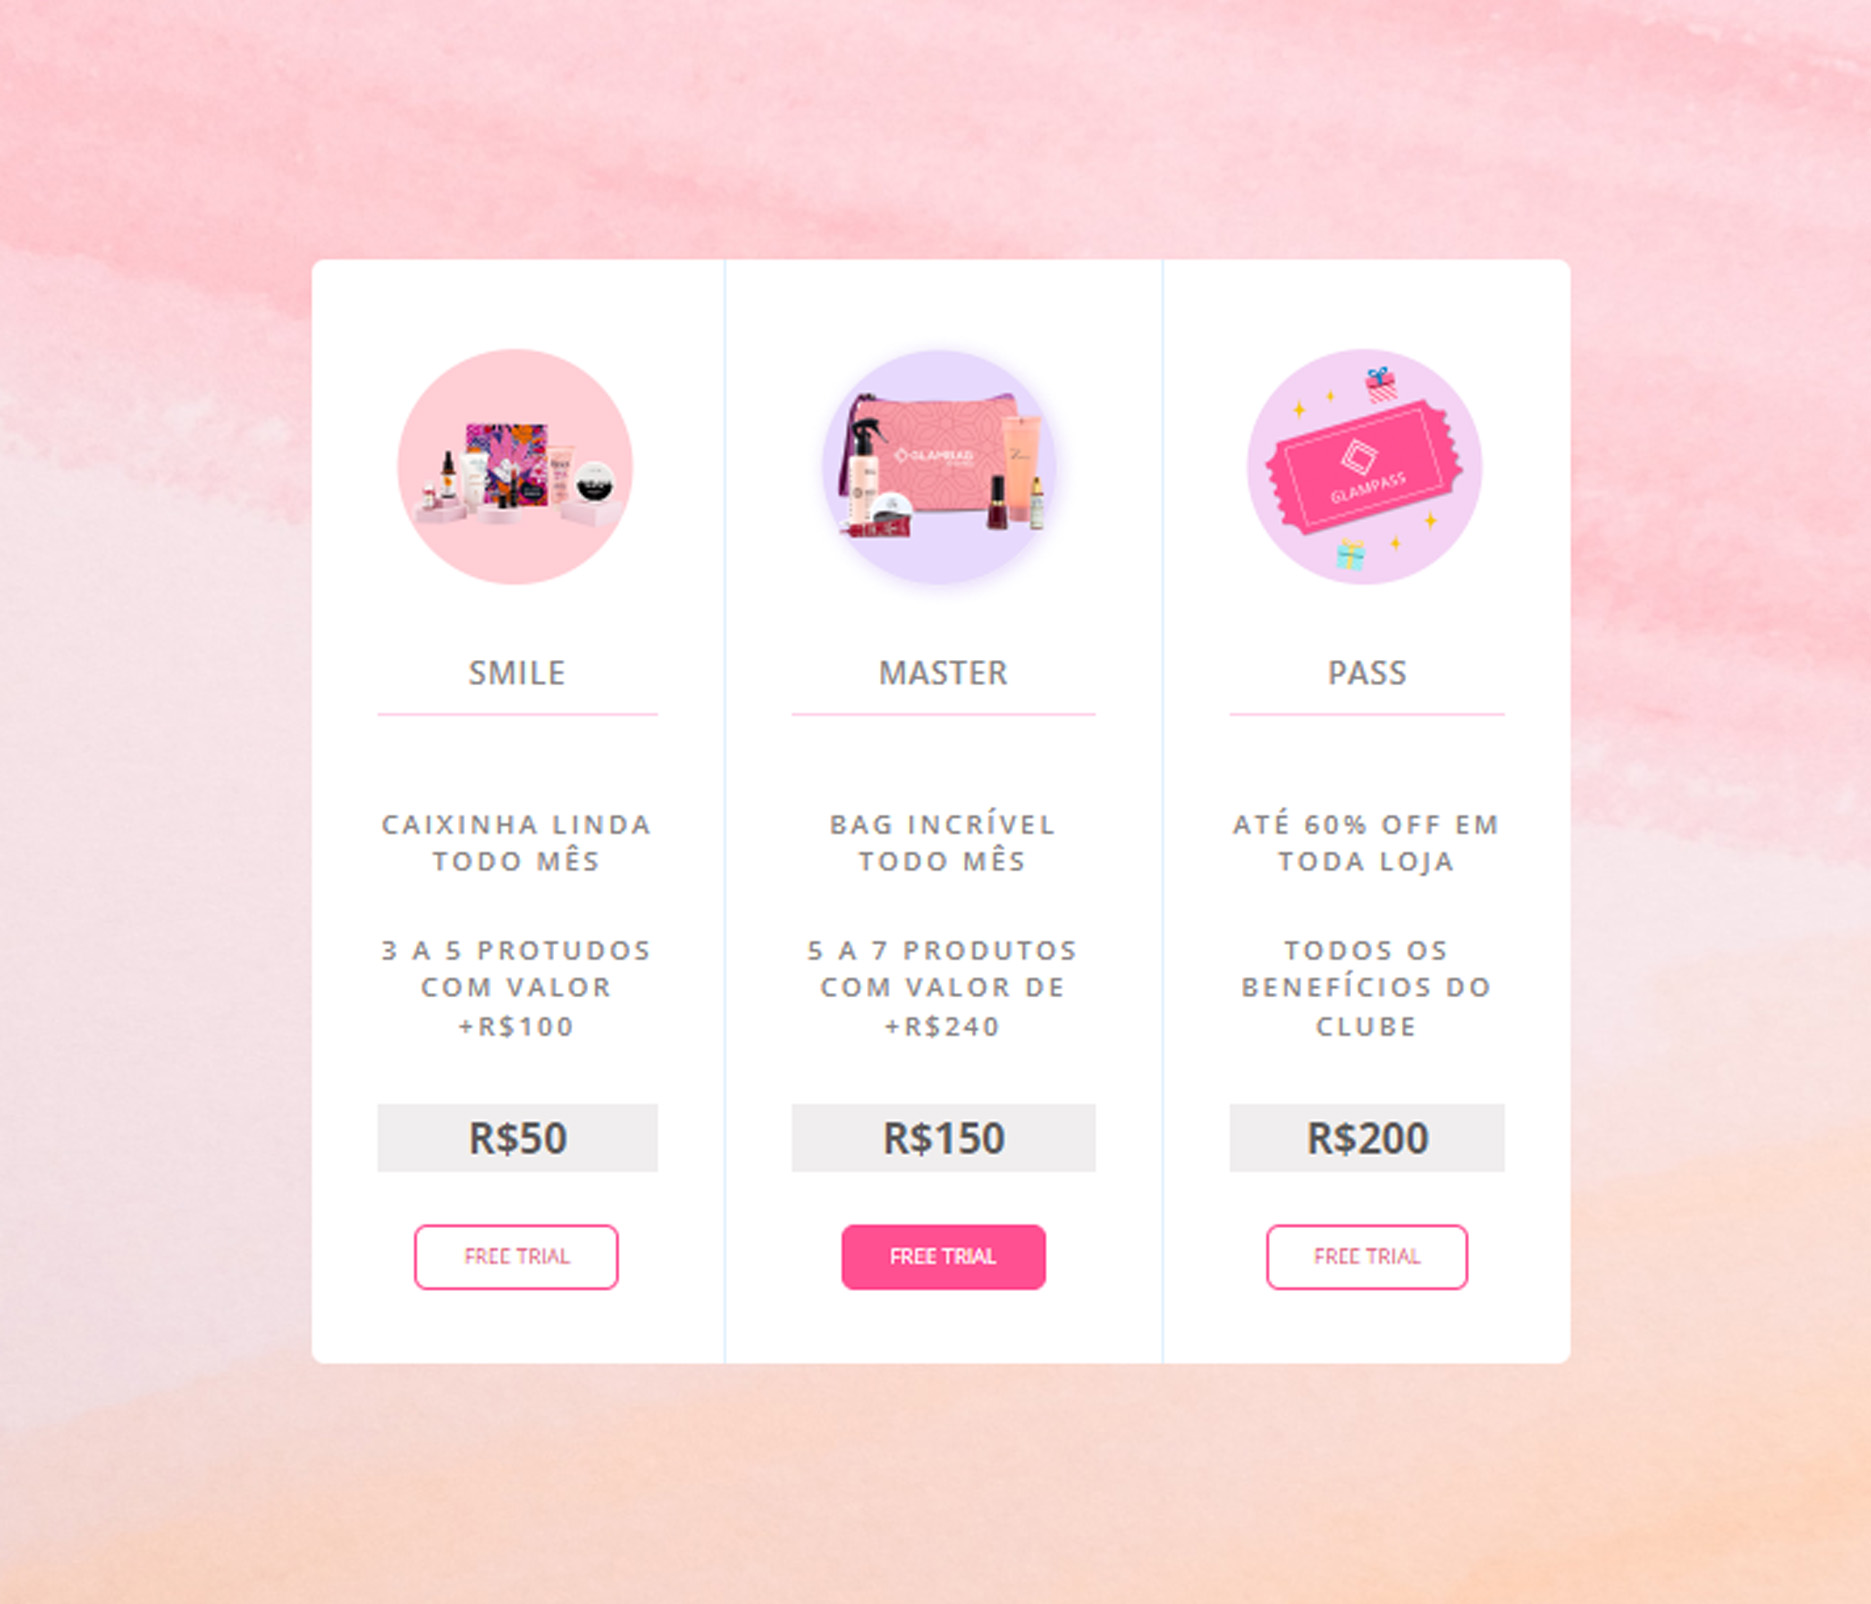 GLAMBAG
GLAMPASS
SMILE
MASTER
PASS
CAIXINHA LINDA
TODO MÊS
3 A 5 PROTUDOS
COM VALOR
+R$100
R$50
FREE TRIAL
BAG INCRÍVEL
TODO MÊS
5 A 7 PRODUTOS
COM VALOR DE
+R$240
R$150
FREE TRIAL
ATÉ 60% OFF EM
TODA LOJA
TODOS OS
BENEFÍCIOS DO
CLUBE
R$200
FREE TRIAL